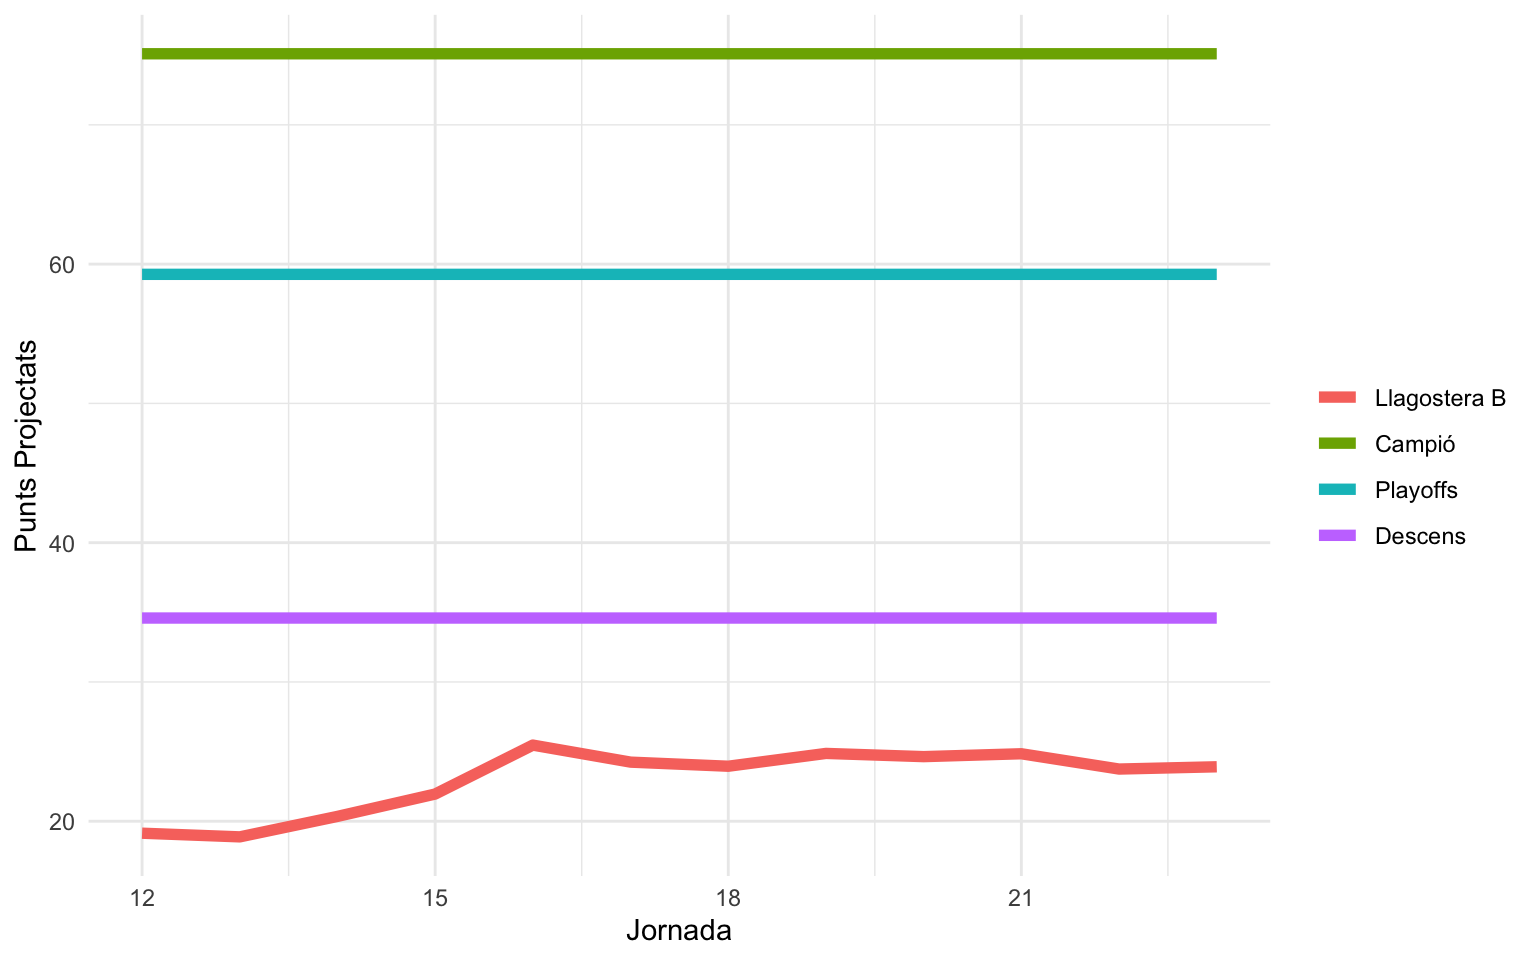 Punts Projectats
60
40
20
12 15 18 21
Jornada
Llagostera B
Campió
Playoffs
Descens